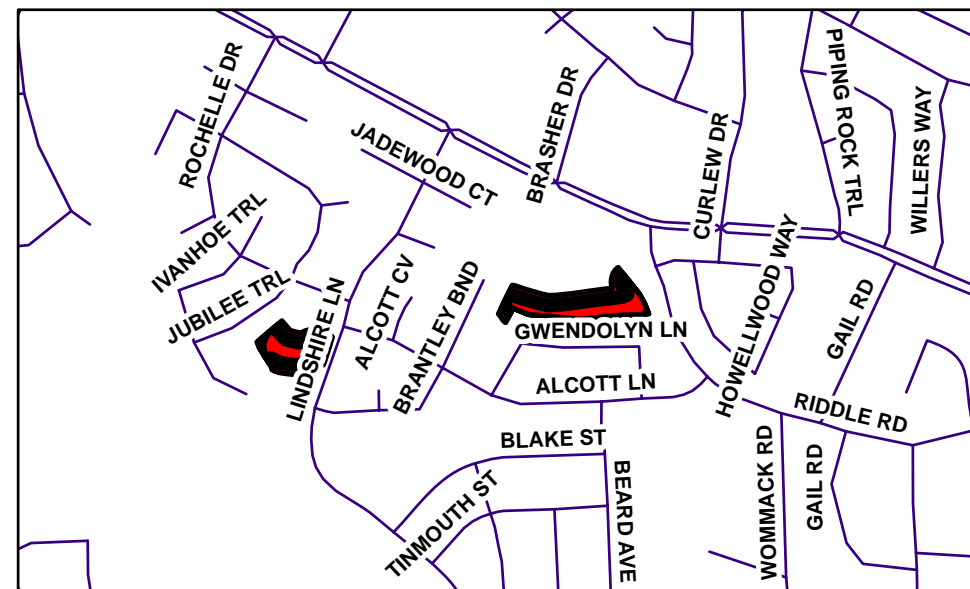 ROCHELLE DR
JADEWOOD CT
BRASHER DR
CURLEW DR
PIPING ROCK TRL
WILLERS WAY
IVANHOE TRL
JUBILEE TRL
LINDSHIRE LN
ALCOTT CV
BRANTLEY BND
GWENDOLYN LN
HOWELLWOOD WAY
GAIL RD
ALCOTT LN
RIDDLE RD
BLAKE ST
TINMOUTH ST
BEARD AVE
WOMMACK RD
GAIL RD